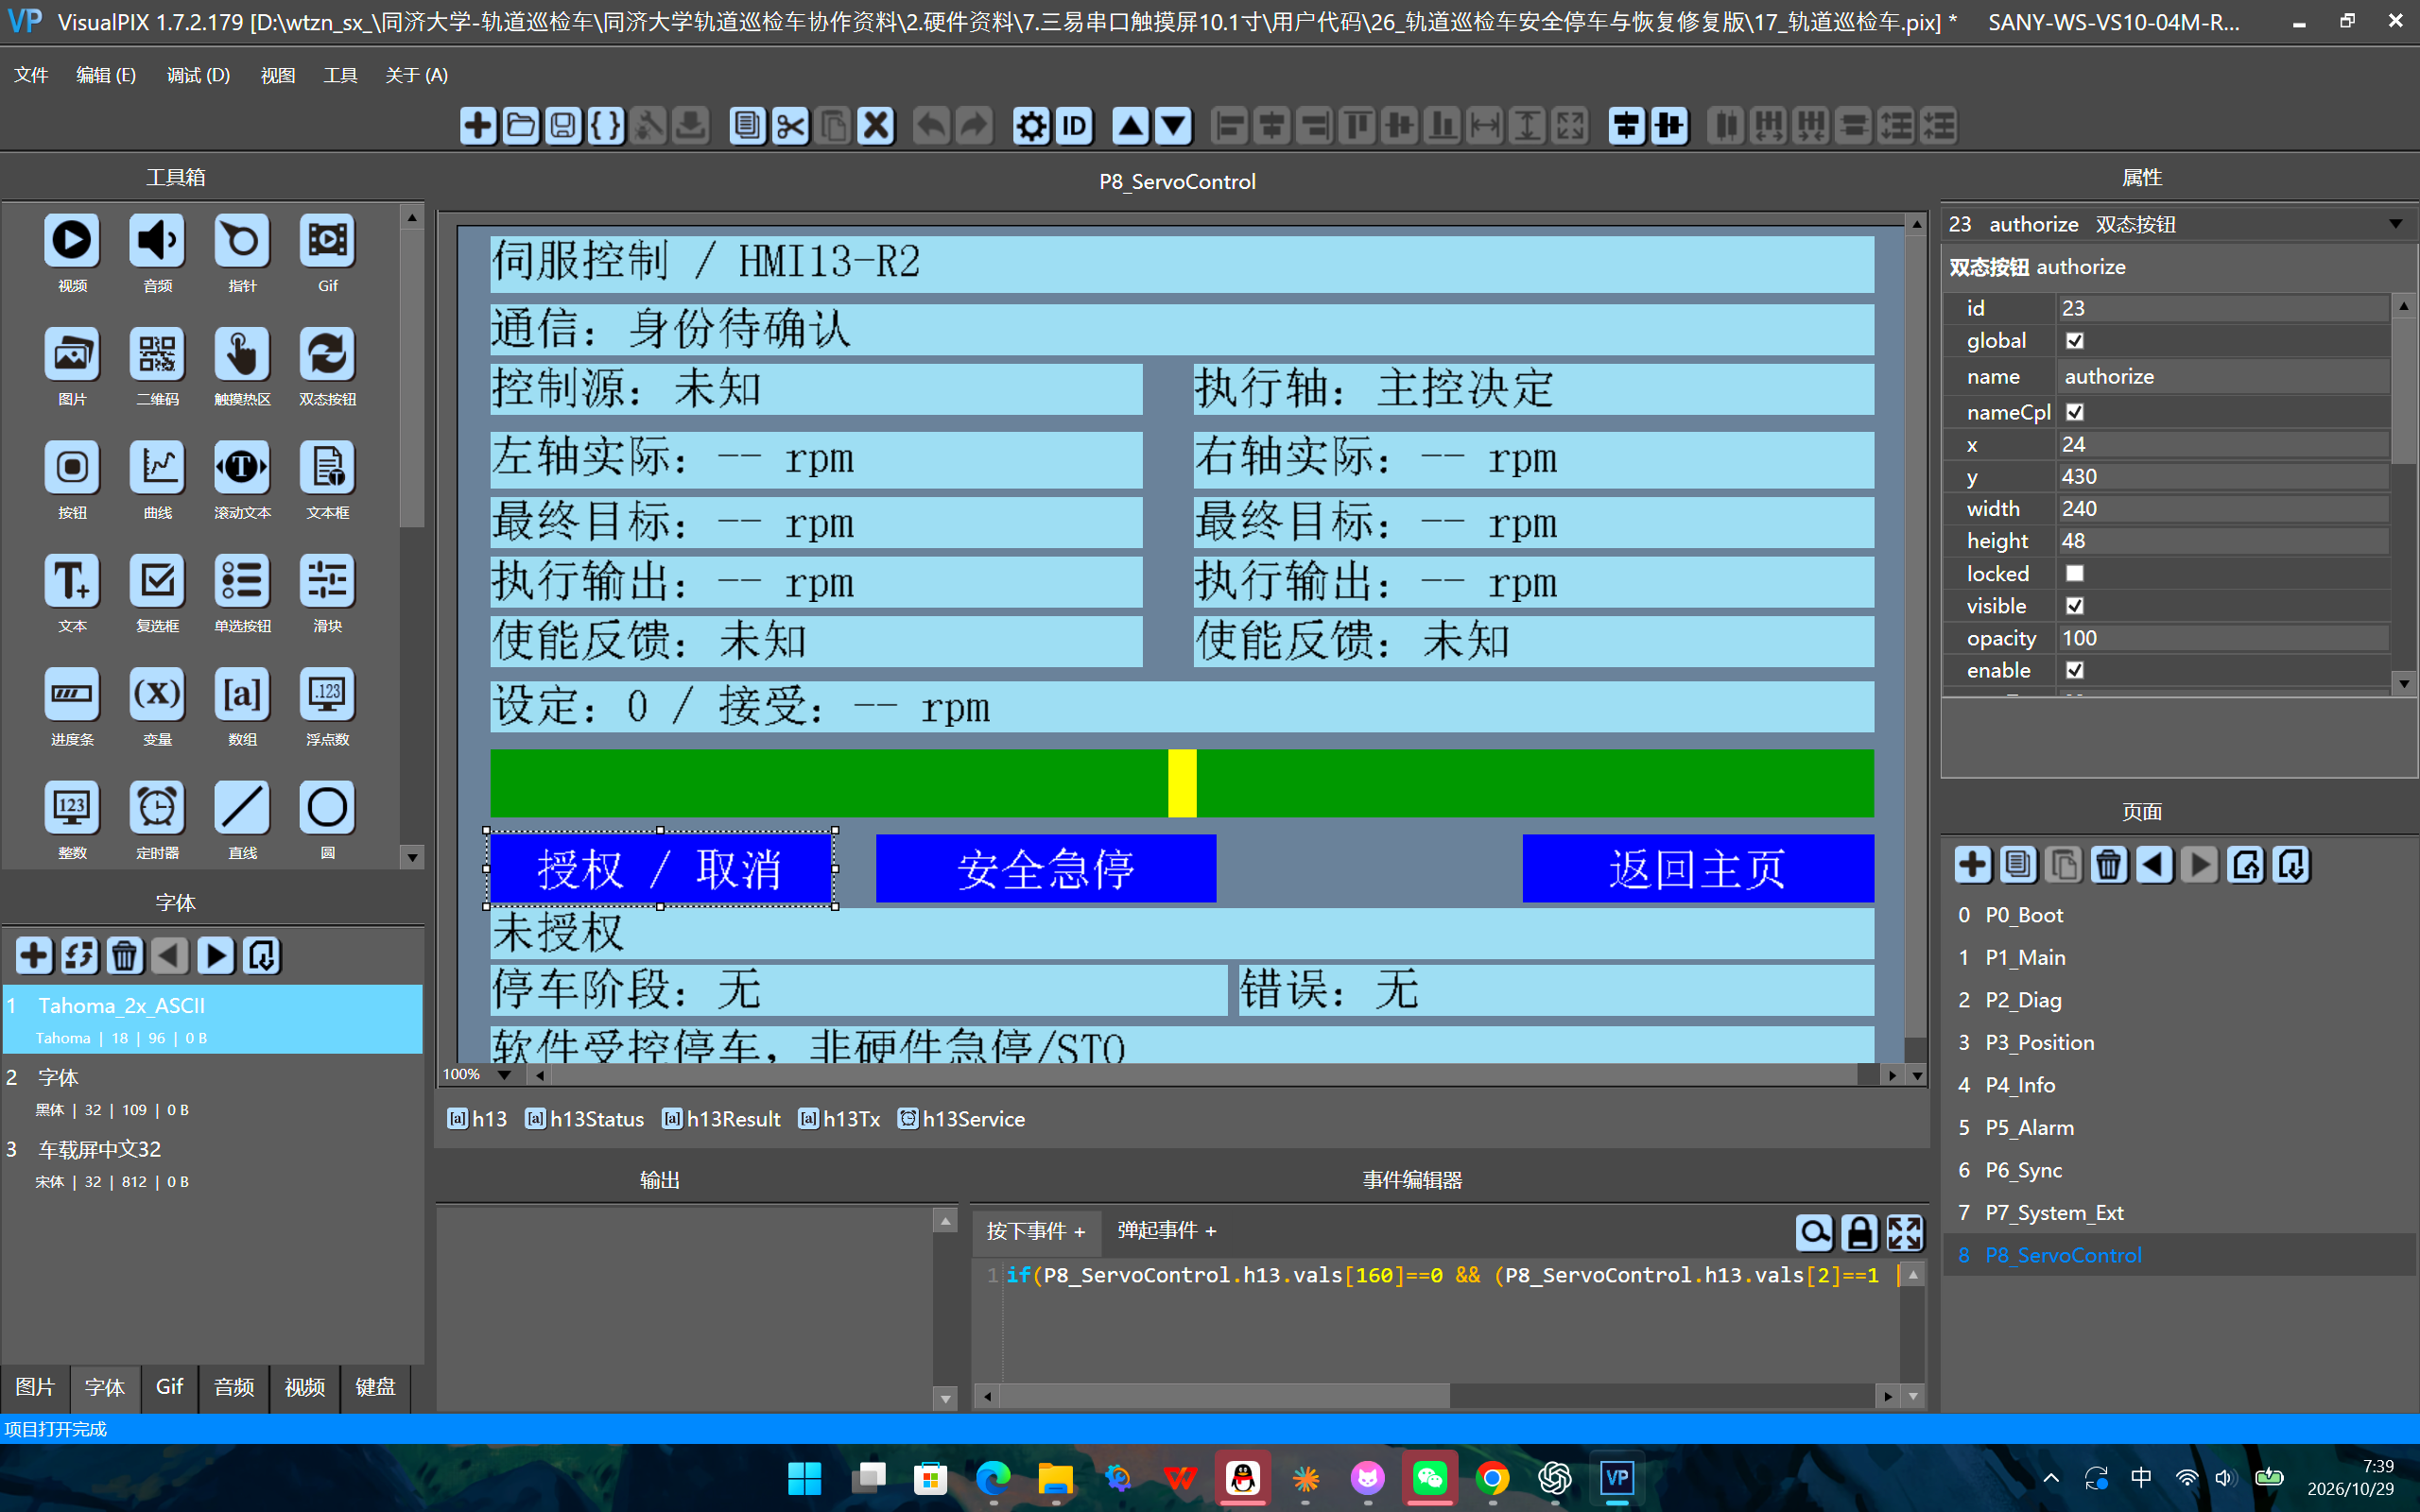 VP VisualPIX 1.7.2.179 [D:\wtzn_sx_\同济大学-轨道巡检车\同济大学轨道巡检车协作资料\2.硬件资料\7.三易串口触摸屏10.1寸\用户代码\26_轨道巡检车安全停车与恢复修复版\17_轨道巡检车.pix] * SANY-WS-VS10-04M-R...
文件 编辑 (E) 调试 (D) 视图 工具 关于 (A)
ID
工具箱
视频 音频 指针 Gif
图片 二维码 触摸热区 双态按钮
按钮 曲线 滚动文本 文本框
文本 复选框 单选按钮 滑块
进度条 变量 数组 浮点数
整数 定时器 直线 圆
字体
1 Tahoma_2x_ASCII
Tahoma | 18 | 96 | 0 B
2 字体
黑体 | 32 | 109 | 0 B
3 车载屏中文32
宋体 | 32 | 812 | 0 B
图片 字体 Gif 音频 视频 键盘
项目打开完成
P8_ServoControl
伺服控制 / HMI13-R2
通信: 身份待确认
控制源: 未知 执行轴: 主控决定
左轴实际: -- rpm 右轴实际: -- rpm
最终目标: -- rpm 最终目标: -- rpm
执行输出: -- rpm 执行输出: -- rpm
使能反馈: 未知 使能反馈: 未知
设定: 0 / 接受: -- rpm
授权 / 取消 安全急停 返回主页
未授权
停车阶段: 无 错误: 无
软件受控停车, 非硬件急停/STO
100%
h13 h13Status h13Result h13Tx h13Service
输出
事件编辑器
按下事件 + 弹起事件 +
1 if(P8_ServoControl.h13.vals[160]==0 && (P8_ServoControl.h13.vals[2]==1 |
属性
23 authorize 双态按钮
双态按钮 authorize
id 23
global
name authorize
nameCpl
x 24
y 430
width 240
height 48
locked
visible
opacity 100
enable
页面
0 P0_Boot
1 P1_Main
2 P2_Diag
3 P3_Position
4 P4_Info
5 P5_Alarm
6 P6_Sync
7 P7_System_Ext
8 P8_ServoControl
中
7:39
2026/10/29